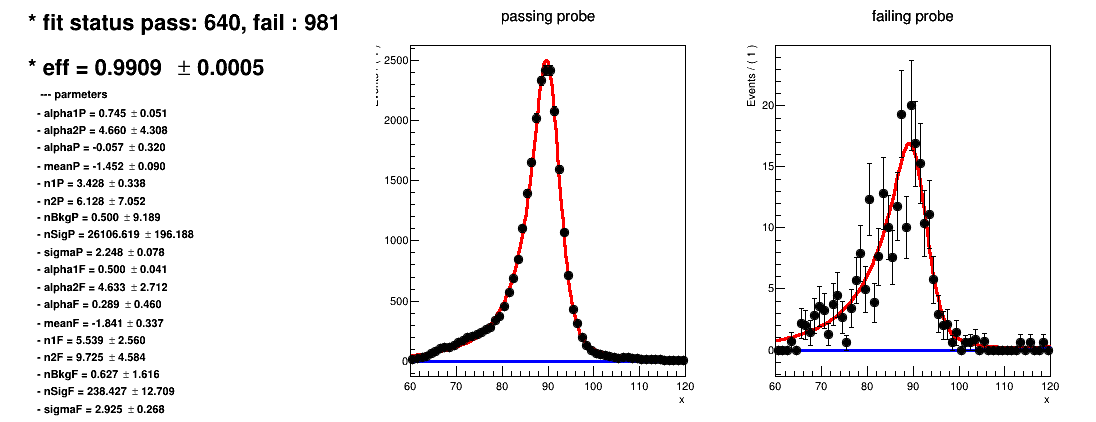 * fit status pass: 640, fail : 981
* eff = 0.9909 ± 0.0005
--- parmeters
- alpha1P = 0.745 ± 0.051
- alpha2P = 4.660 ± 4.308
- alphaP = -0.057 ± 0.320
- meanP = -1.452 ± 0.090
- n1P = 3.428 ± 0.338
- n2P = 6.128 ± 7.052
- nBkgP = 0.500 ± 9.189
- nSigP = 26106.619 ± 196.188
- sigmaP = 2.248 ± 0.078
- alpha1F = 0.500 ± 0.041
- alpha2F = 4.633 ± 2.712
- alphaF = 0.289 ± 0.460
- meanF = -1.841 ± 0.337
- n1F = 5.539 ± 2.560
- n2F = 9.725 ± 4.584
- nBkgF = 0.627 ± 1.616
- nSigF = 238.427 ± 12.709
- sigmaF = 2.925 ± 0.268
passing probe
2500
2000
1500
1000
500
0
60 70 80 90 100 110 120
x
failing probe
Events / ( 1 )
20
15
10
5
0
60 70 80 90 100 110 120
x